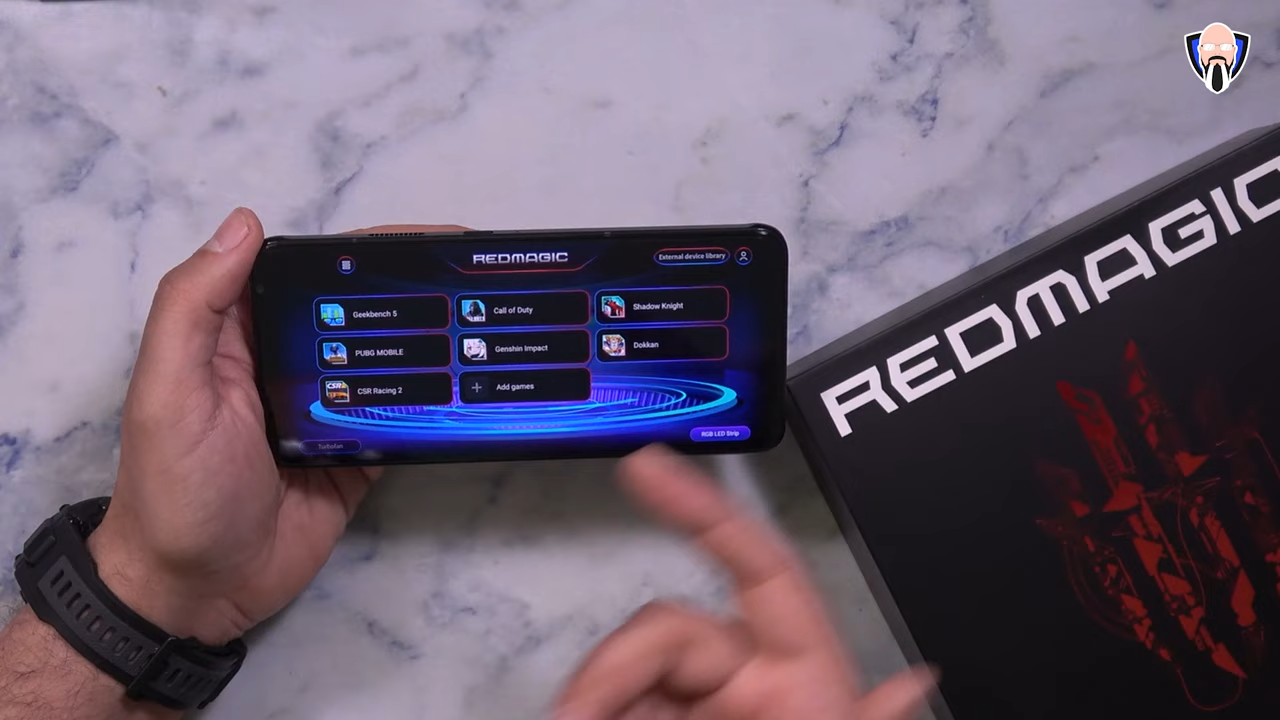 REDMAGIC
External device library
Geekbench 5
Call of Duty
Shadow Knight
PUBG MOBILE
Genshin Impact
Dokkan
CSR Racing 2
Add games
Turbofan
RGB LED Strip
REDMAGIC